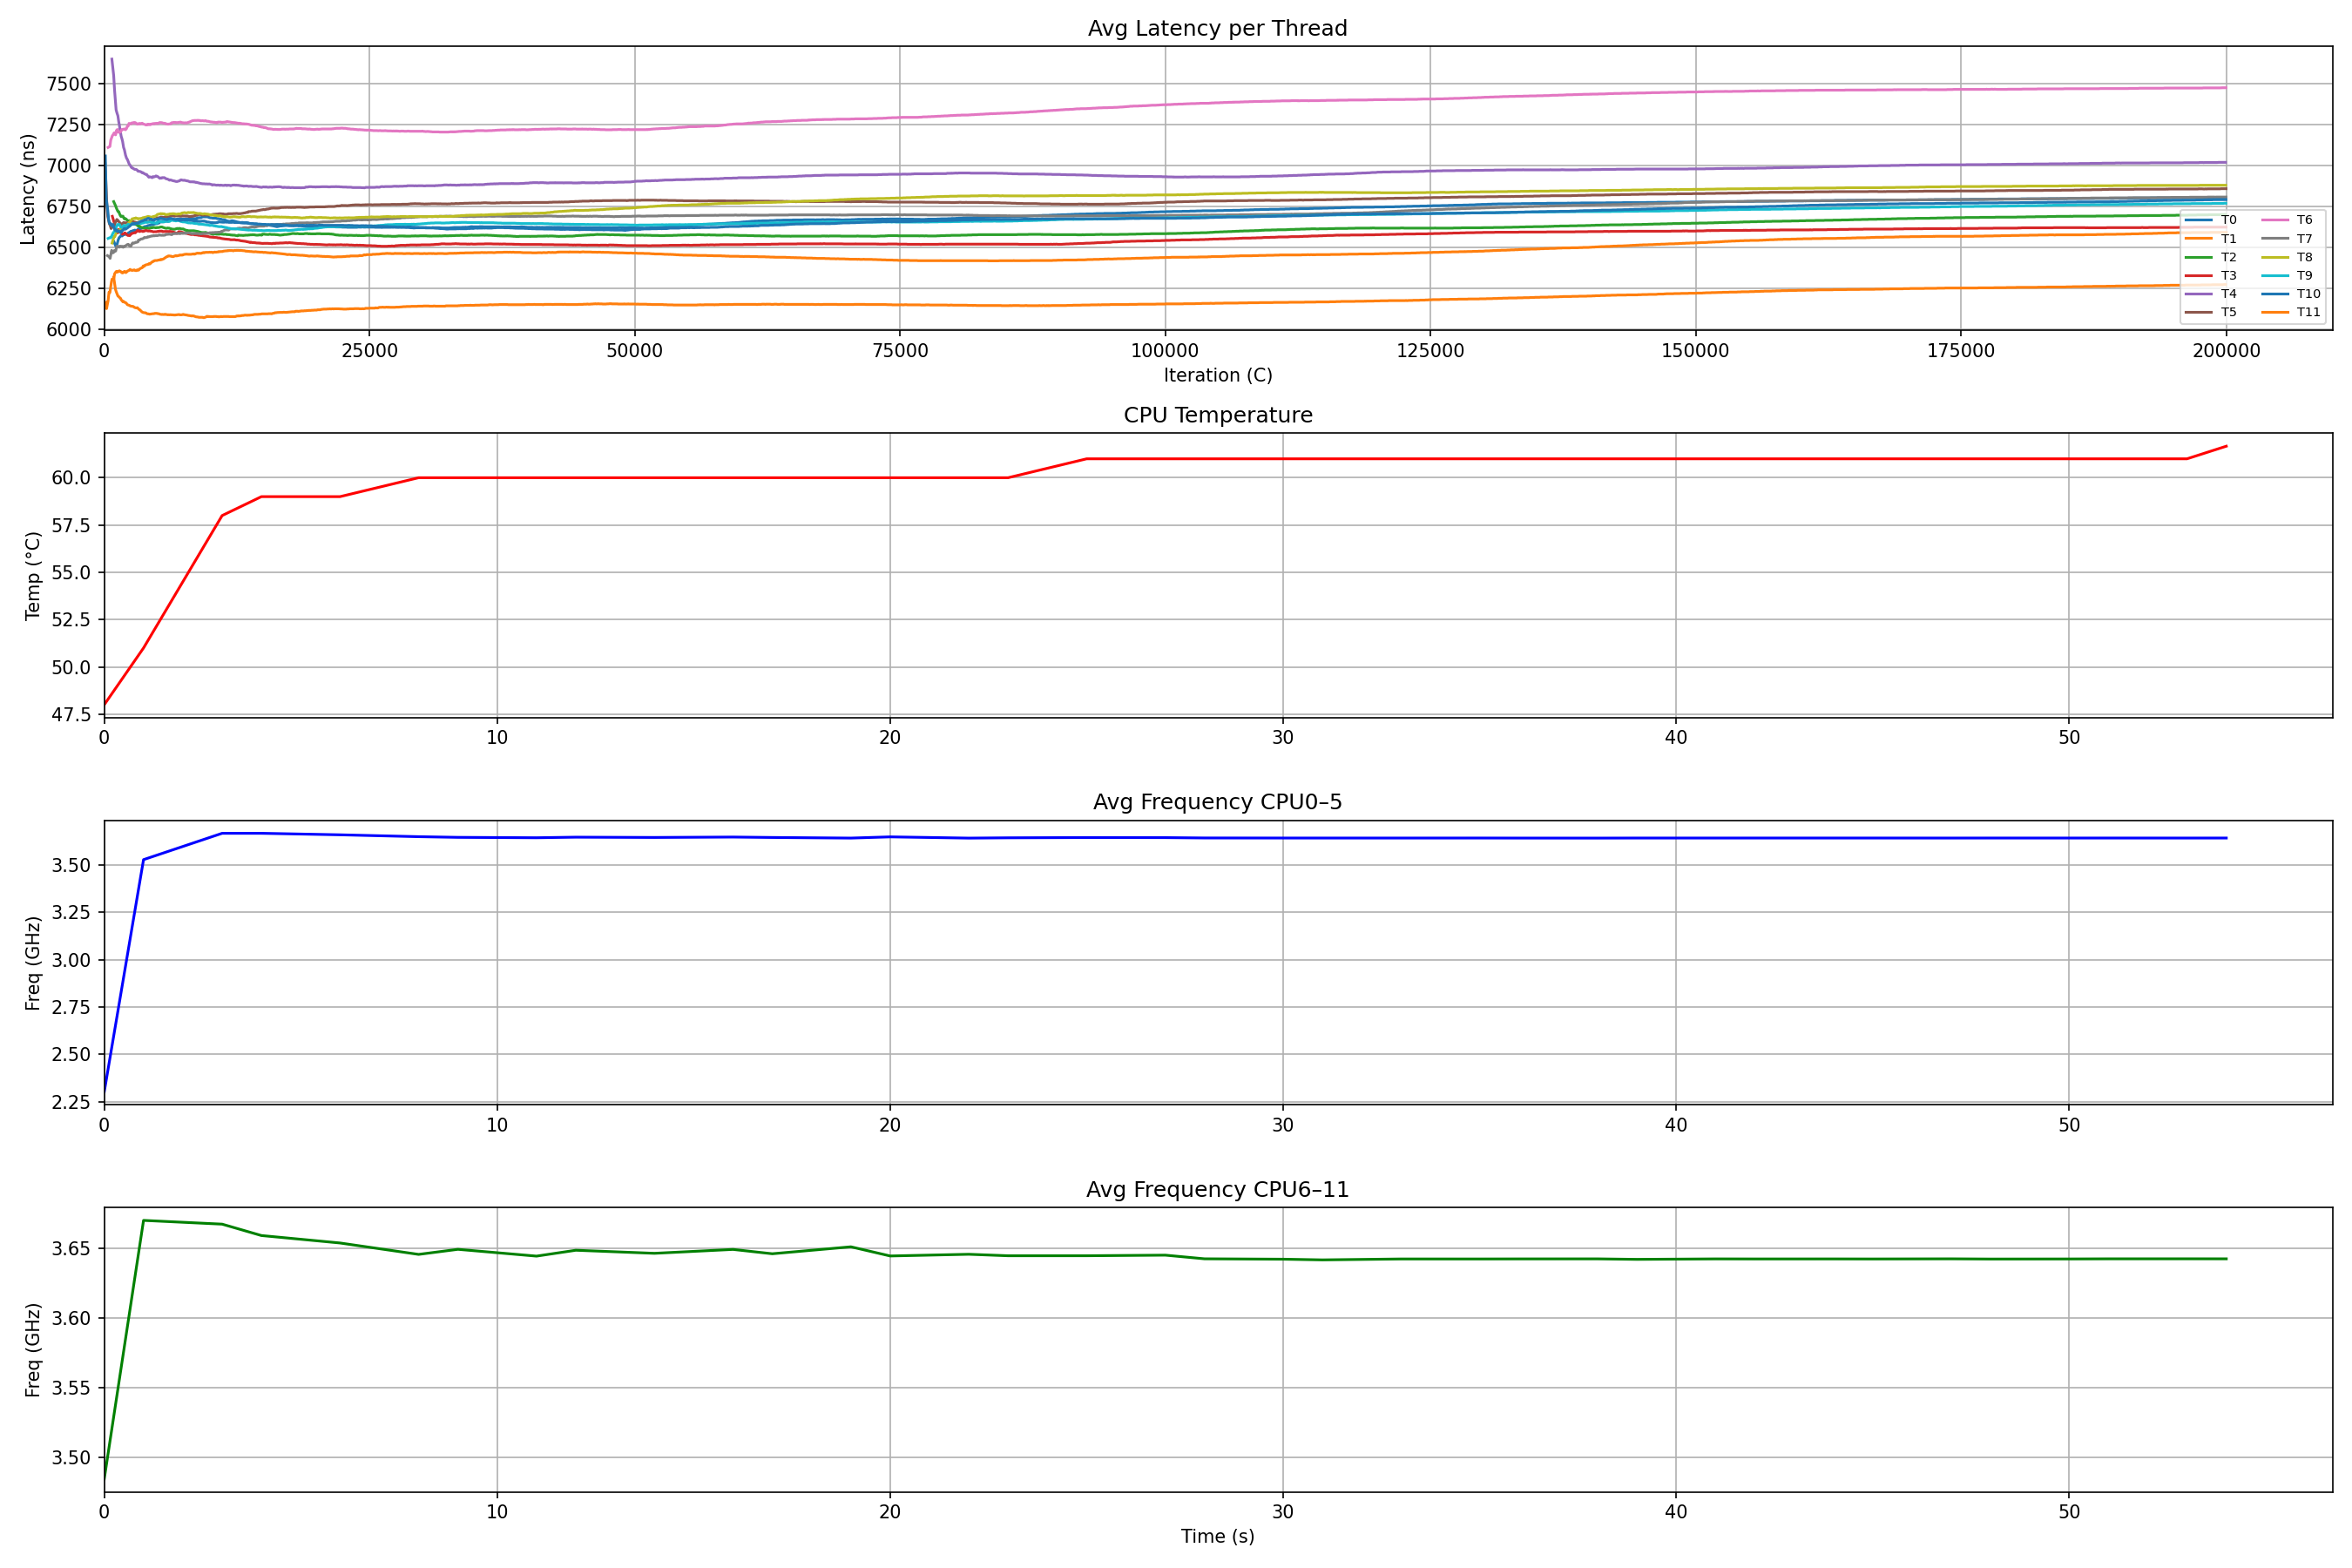 Avg Latency per Thread
Latency (ns)
7500
7250
7000
6750
6500
6250
6000
T0 T6
T1 T7
T2 T8
T3 T9
T4 T10
T5 T11
0 25000 50000 75000 100000 125000 150000 175000 200000
Iteration (C)
CPU Temperature
Temp (°C)
60.0
57.5
55.0
52.5
50.0
47.5
0 10 20 30 40 50
Avg Frequency CPU0–5
Freq (GHz)
3.50
3.25
3.00
2.75
2.50
2.25
0 10 20 30 40 50
Avg Frequency CPU6–11
Freq (GHz)
3.65
3.60
3.55
3.50
0 10 20 30 40 50
Time (s)